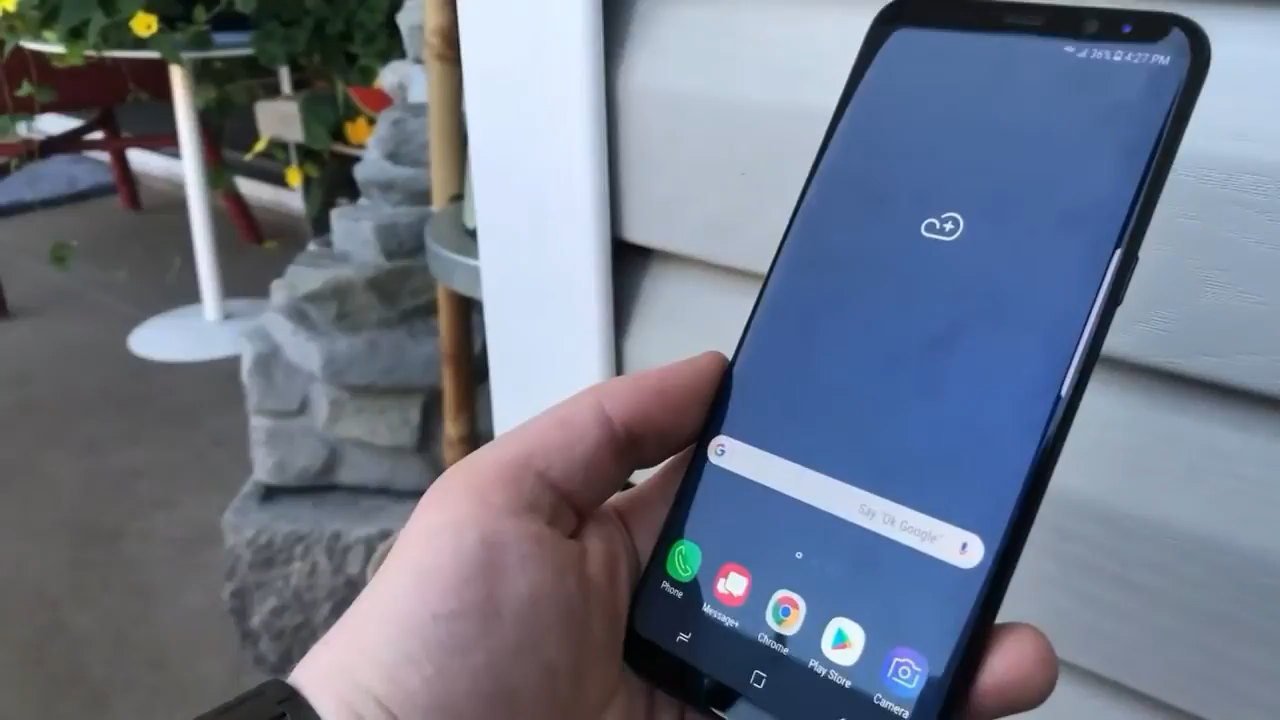 36% 4:27 PM
G Say "Ok Google"
Phone
Message+
Chrome
Play Store
Camera